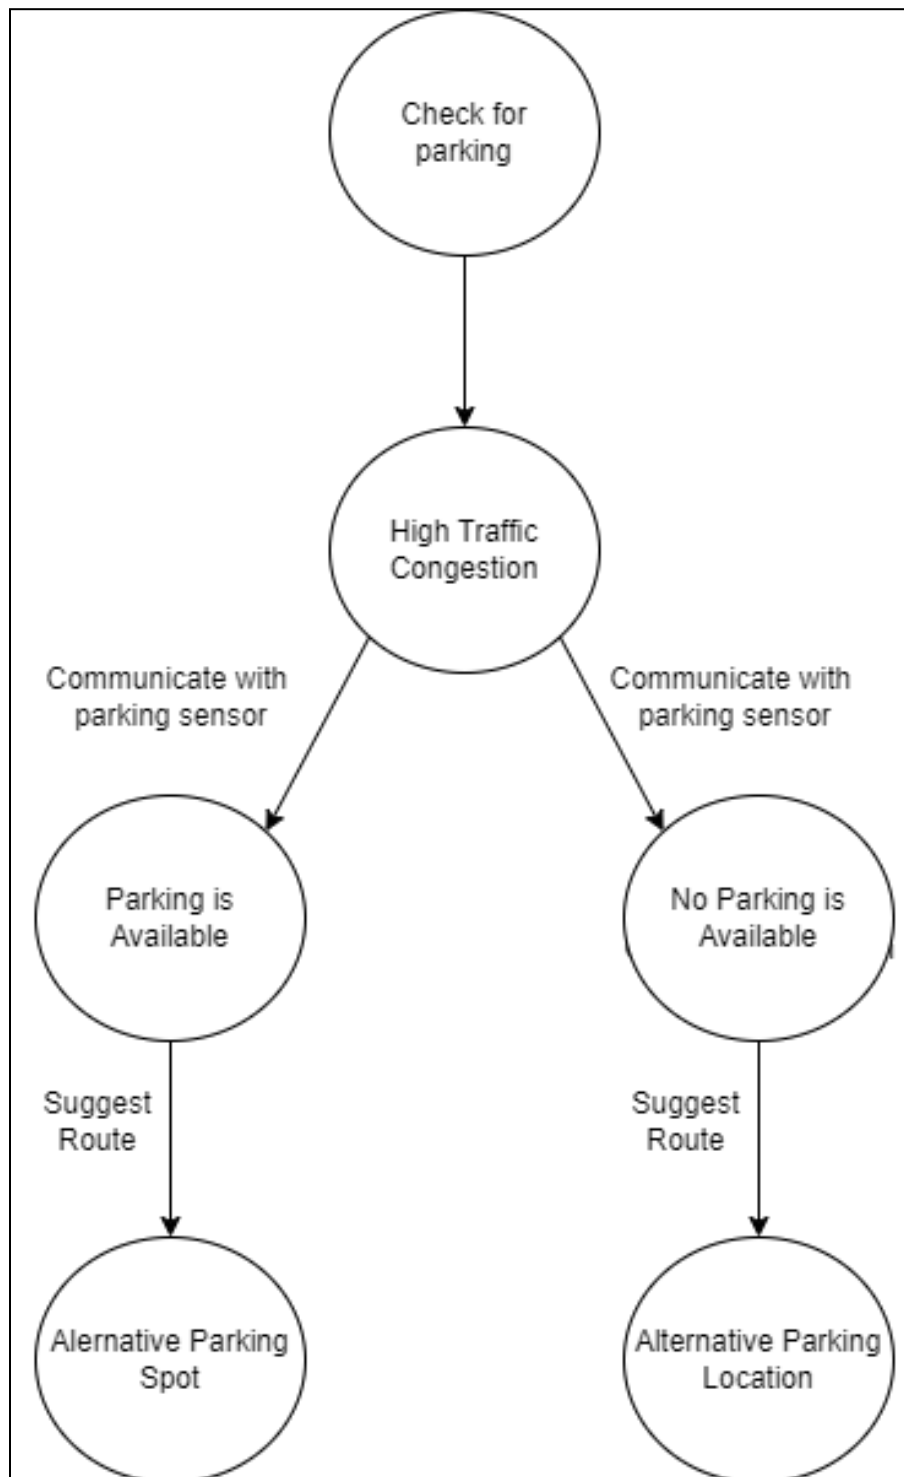 Check for
parking
High Traffic
Congestion
Communicate with
parking sensor
Communicate with
parking sensor
Parking is
Available
No Parking is
Available
Suggest
Route
Suggest
Route
Alernative Parking
Spot
Alternative Parking
Location